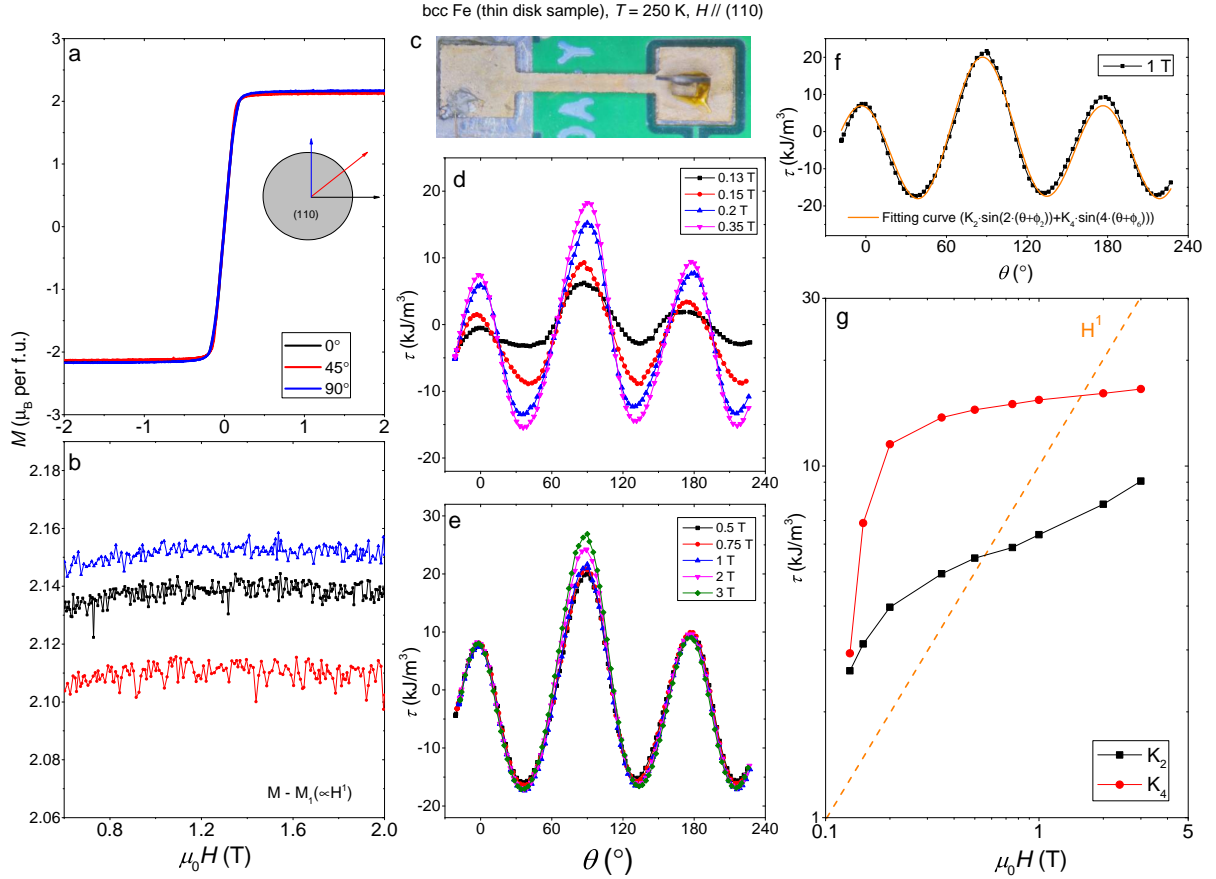 bcc Fe (thin disk sample), T = 250 K, H // (110)
a
3
2
1
0
-1
-2
-3
-2
-1
0
1
2
(110)
0°
45°
90°
M (μB per f.u.)
b
2.18
2.16
2.14
2.12
2.10
2.08
2.06
0.8
1.2
1.6
2.0
M - M₁(∝H¹)
μ₀H (T)
c
d
0.13 T
0.15 T
0.2 T
0.35 T
τ (kJ/m³)
20
10
0
-10
-20
0
60
120
180
240
e
0.5 T
0.75 T
1 T
2 T
3 T
τ (kJ/m³)
30
20
10
0
-10
-20
0
60
120
180
240
θ (°)
f
1 T
τ (kJ/m³)
20
10
0
-10
-20
Fitting curve (K₂·sin(2·(θ+ϕ₂))+K₄·sin(4·(θ+ϕ₆)))
0
60
120
180
240
θ (°)
g
H¹
τ (kJ/m³)
30
10
1
K₂
K₄
0.1
1
5
μ₀H (T)